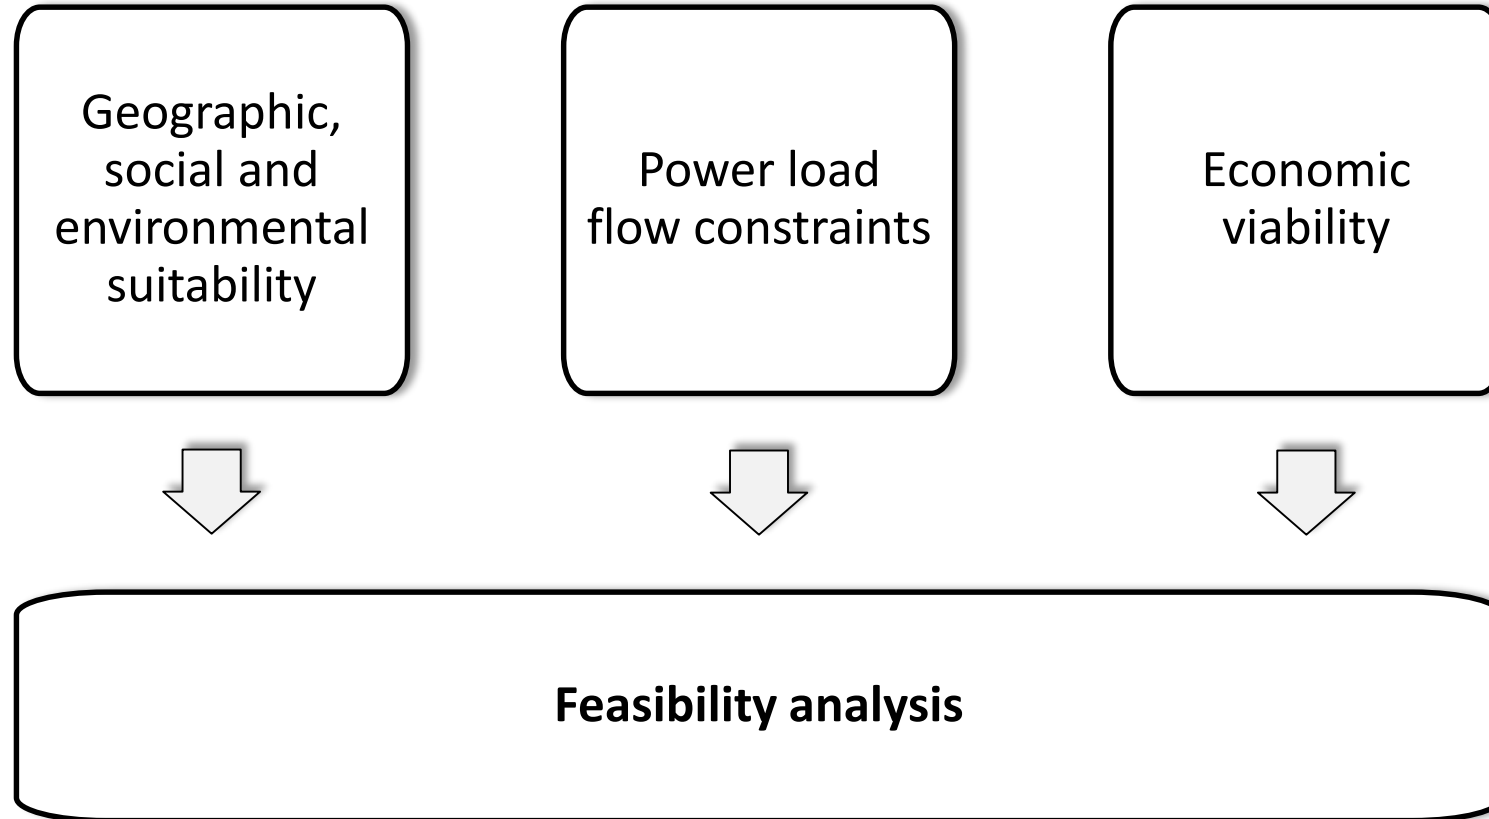 Geographic,
social and
environmental
suitability
Power load
flow constraints
Economic
viability
Feasibility analysis